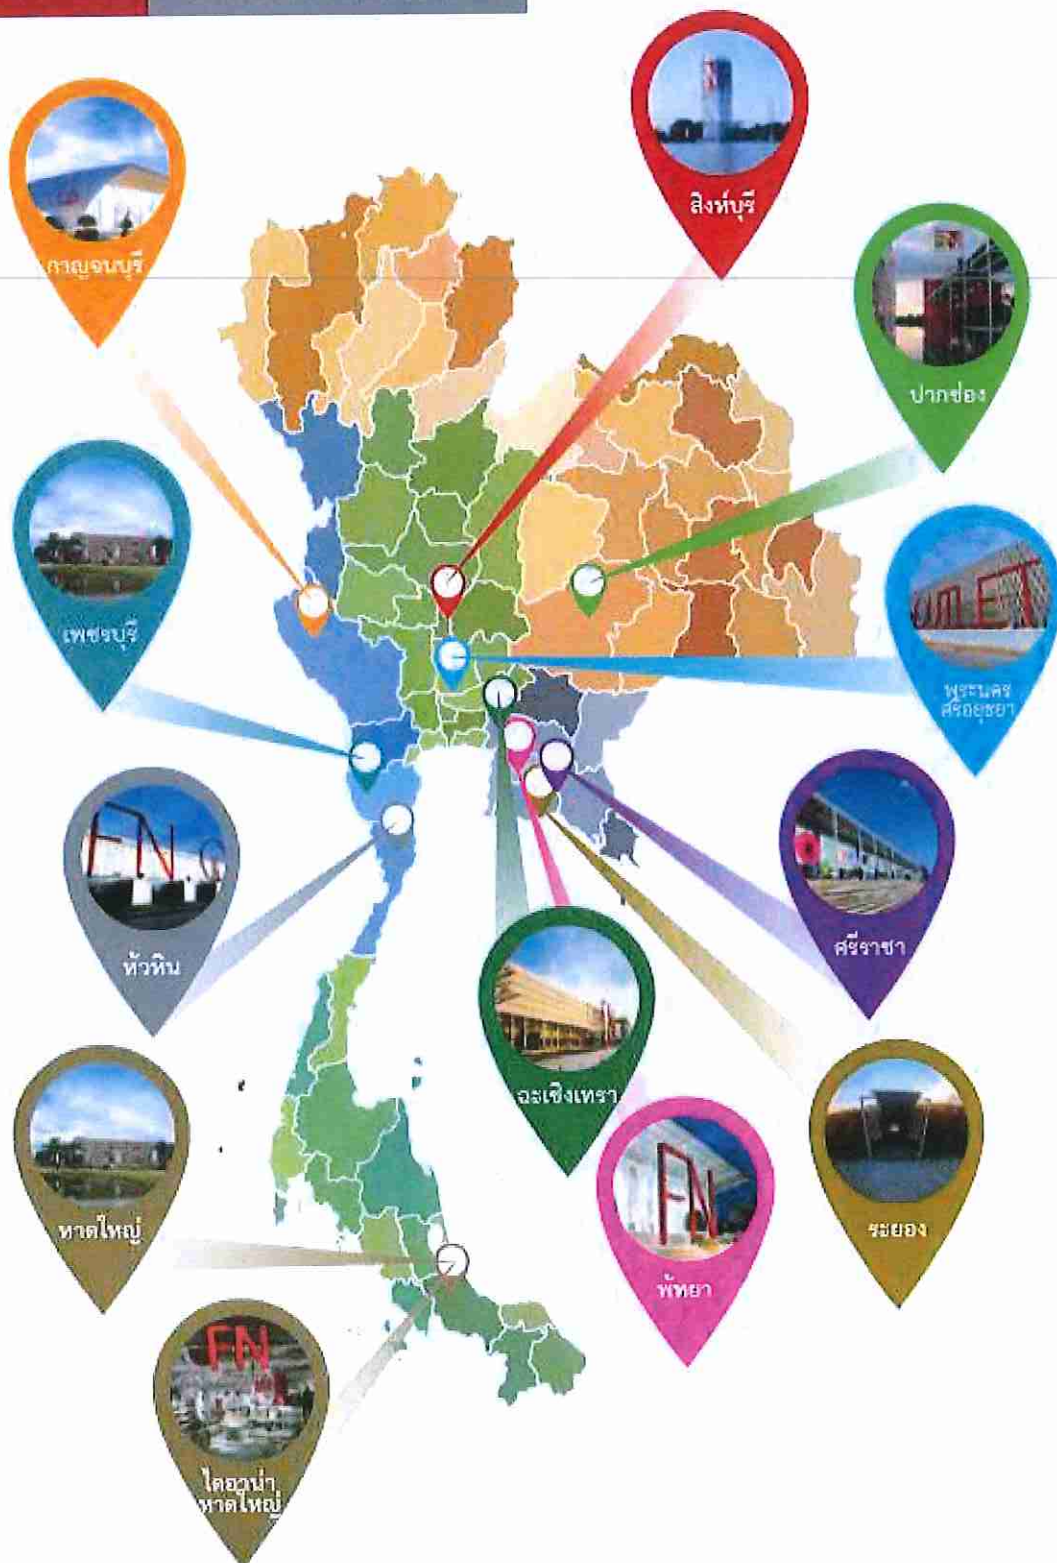 สิงห์บุรี
กาญจนบุรี
ปากช่อง
เพชรบุรี
OUTLET
พระนคร
ศรีอยุธยา
FN
หัวหิน
ศรีราชา
ฉะเชิงเทรา
หาดใหญ่
FN
พัทยา
ระยอง
FN
ไดอาน่า
หาดใหญ่